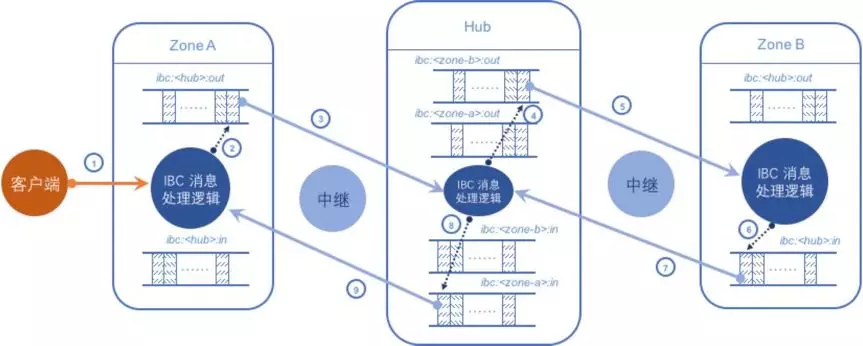 Zone A
Hub
Zone B
ibc:<hub>:out
ibc:<zone-b>:out
ibc:<hub>:out
......
......
......
①
②
③
④
⑤
ibc:<zone-a>:out
......
客户端
IBC 消息
处理逻辑
中继
IBC 消息
处理逻辑
中继
IBC 消息
处理逻辑
⑧
⑥
ibc:<hub>:in
ibc:<zone-b>:in
ibc:<hub>:in
......
......
......
⑦
⑨
ibc:<zone-a>:in
......